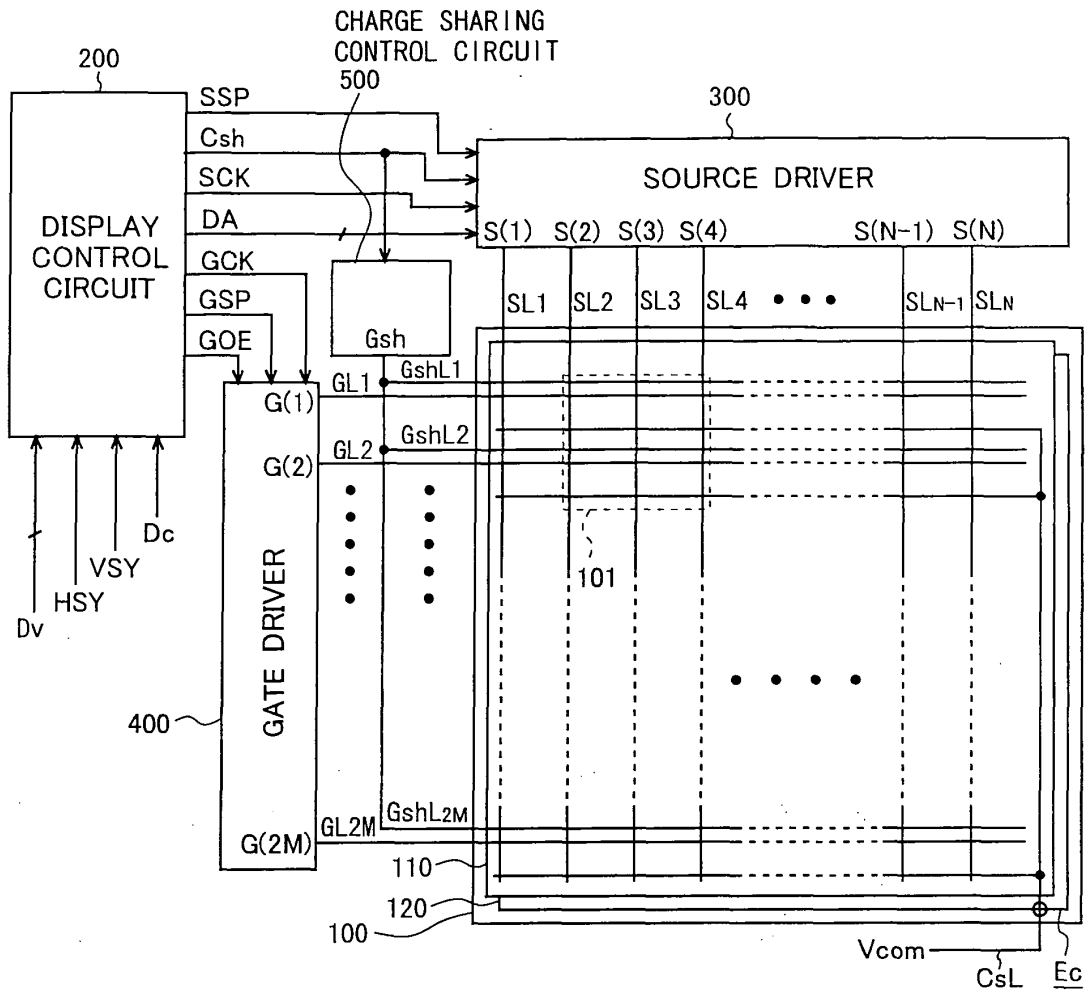 CHARGE SHARING
CONTROL CIRCUIT
500
200
SSP
Csh
SCK
DA
GCK
GSP
GOE
DISPLAY
CONTROL
CIRCUIT
300
SOURCE DRIVER
S(1) S(2) S(3) S(4) S(N-1) S(N)
SL1 SL2 SL3 SL4 SLN-1 SLN
Gsh
GshL1
GL1
G(1)
GshL2
GL2
G(2)
101
Dv
HSY
VSY
Dc
GATE DRIVER
400
GshL2M
GL2M
G(2M)
110
120
100
Vcom
CsL
Ec